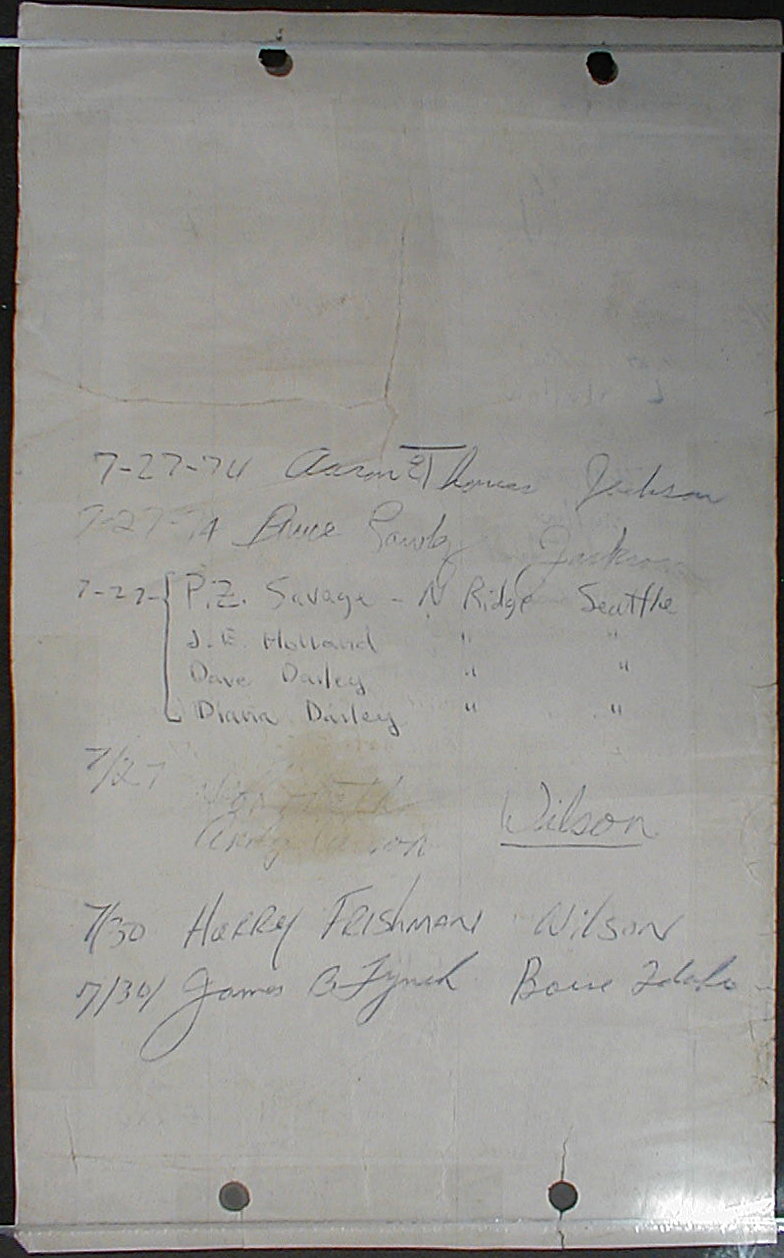 7-27-74 Aaron Thomas Jackson
7-27-74 Bruce Jackson
7-27- P.Z. Savage - N Ridge Seattle
J.E. Holland " "
Dave Dailey " "
Diana Dailey " "
7/27
Andy Wilson
7/30 HARRY FRISHMAN WILSON
7/30/ James C Lynch Boise Idaho